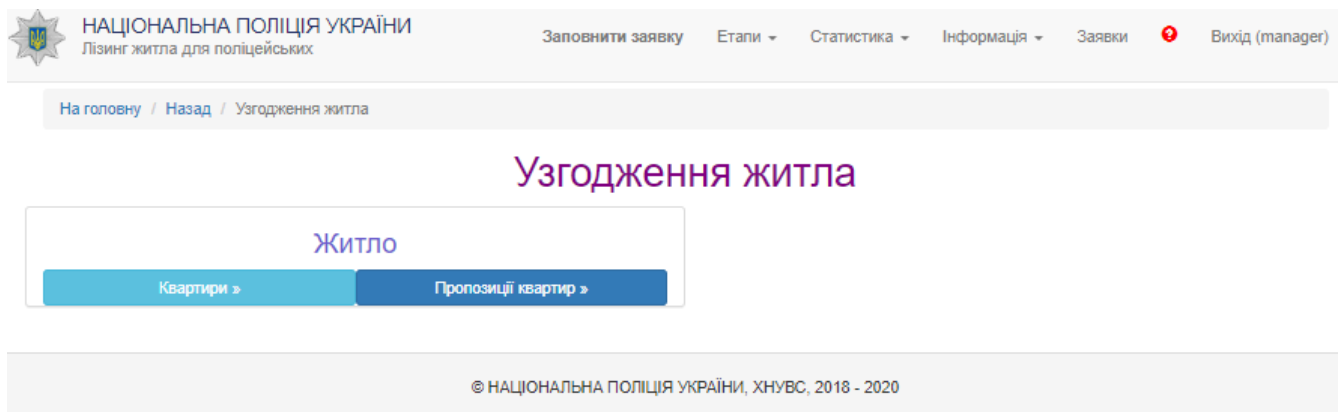 НАЦІОНАЛЬНА ПОЛІЦІЯ УКРАЇНИ
Лізинг житла для поліцейських
Заповнити заявку Етапи Статистика Інформація Заявки Вихід (manager)
На головну / Назад / Узгодження житла
Узгодження житла
Житло
Квартири » Пропозиції квартир »
© НАЦІОНАЛЬНА ПОЛІЦІЯ УКРАЇНИ, ХНУВС, 2018 - 2020